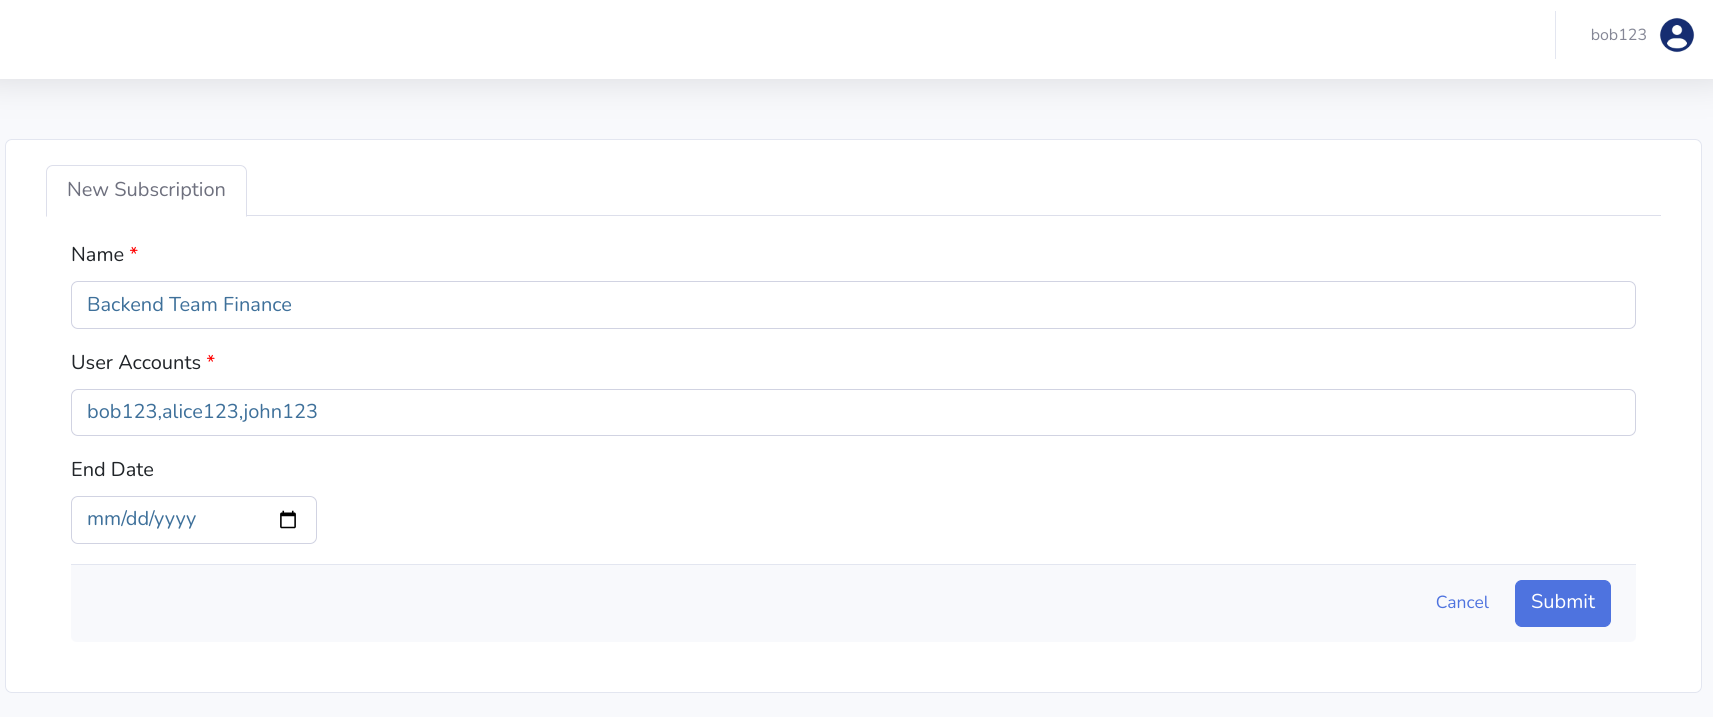 bob123
New Subscription
Name *
Backend Team Finance
User Accounts *
bob123,alice123,john123
End Date
mm/dd/yyyy
Cancel Submit